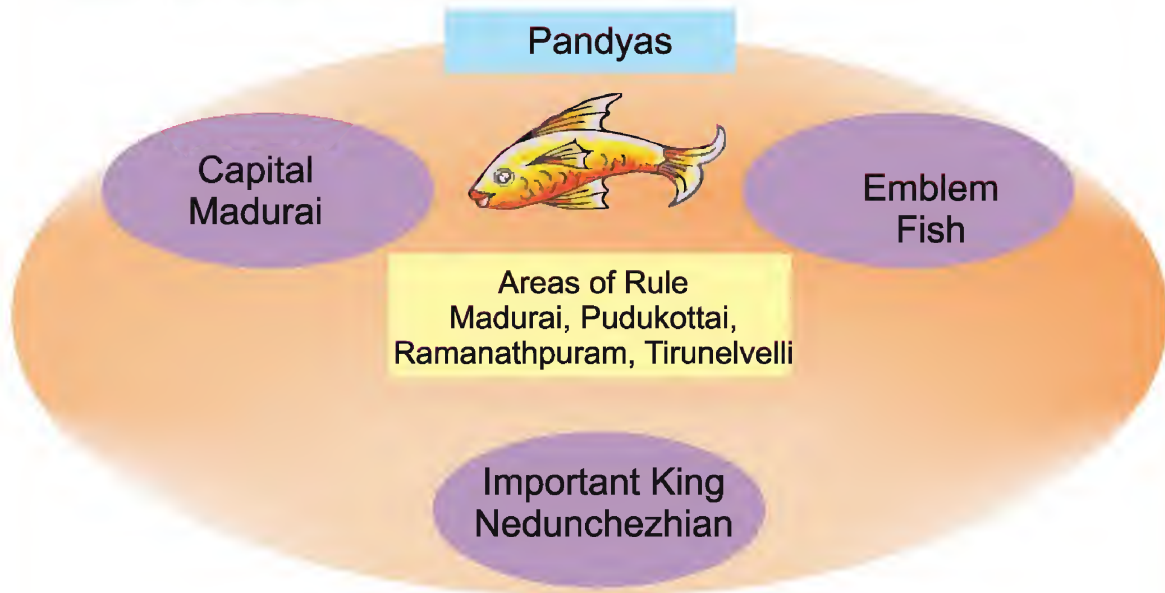 Pandyas
Capital
Madurai
Emblem
Fish
Areas of Rule
Madurai, Pudukottai,
Ramanathpuram, Tirunelvelli
Important King
Nedunchezhian